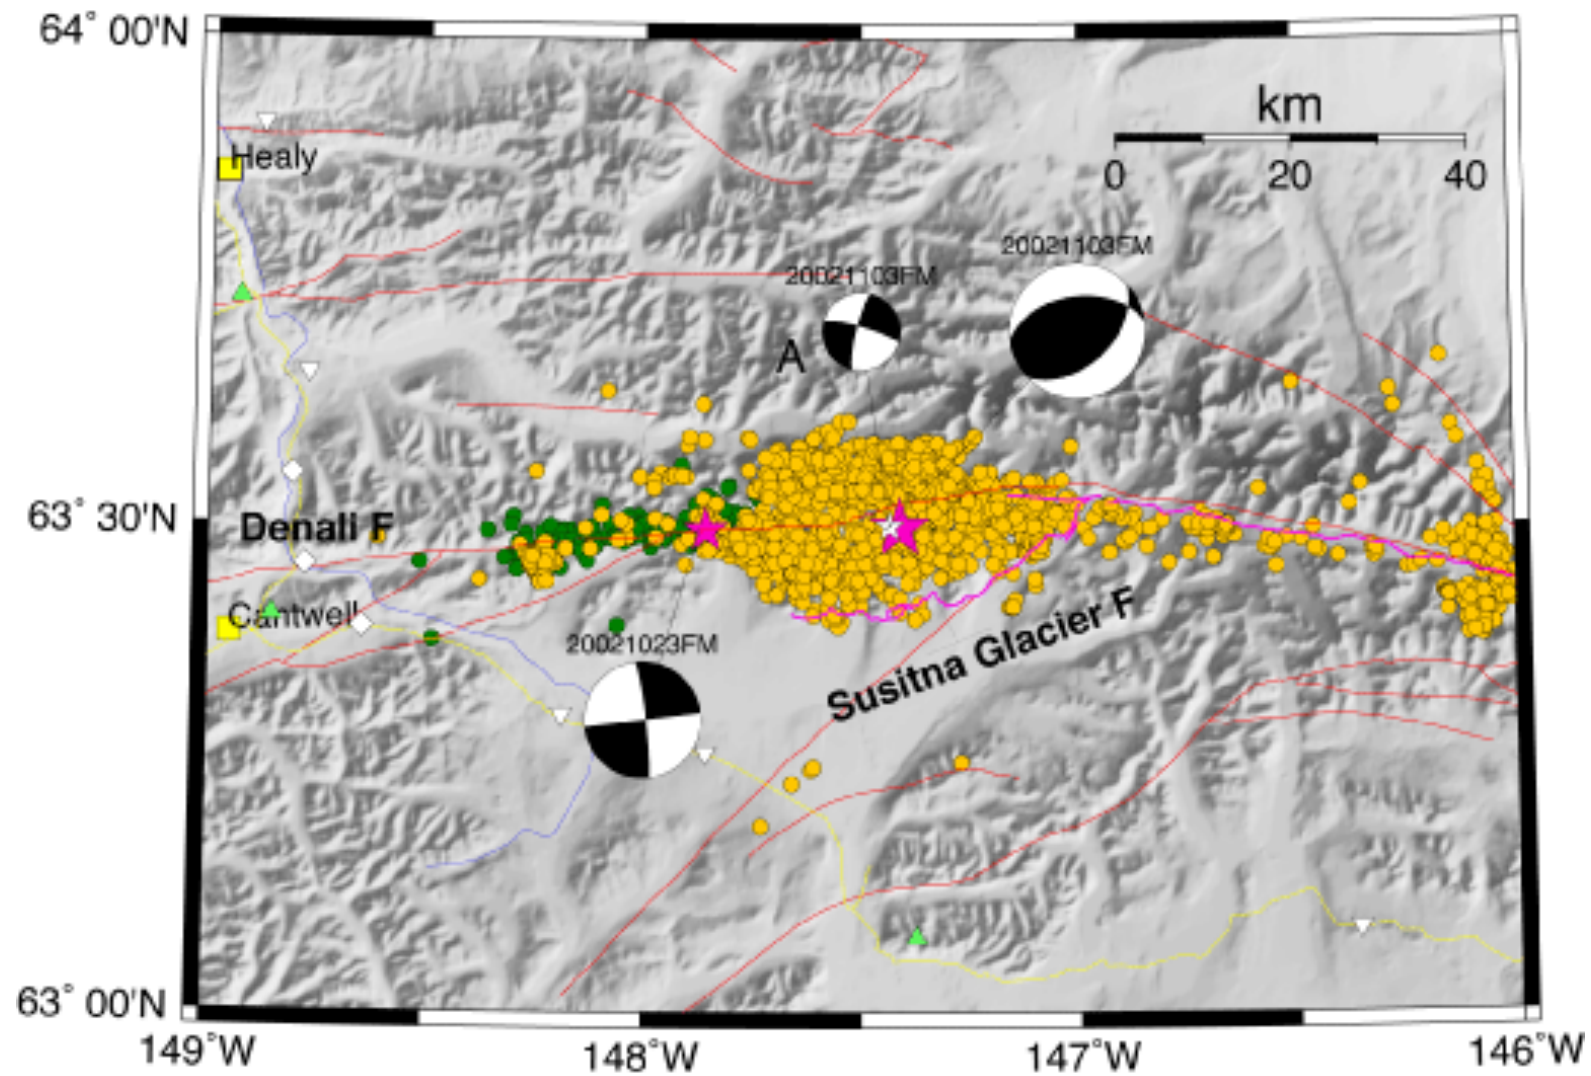 64° 00'N
km
Healy
0 20 40
20021103FM
20021103FM
A
63° 30'N
Denali F
Cantwell
20021023FM
Susitna Glacier F
63° 00'N
149°W 148°W 147°W 146°W